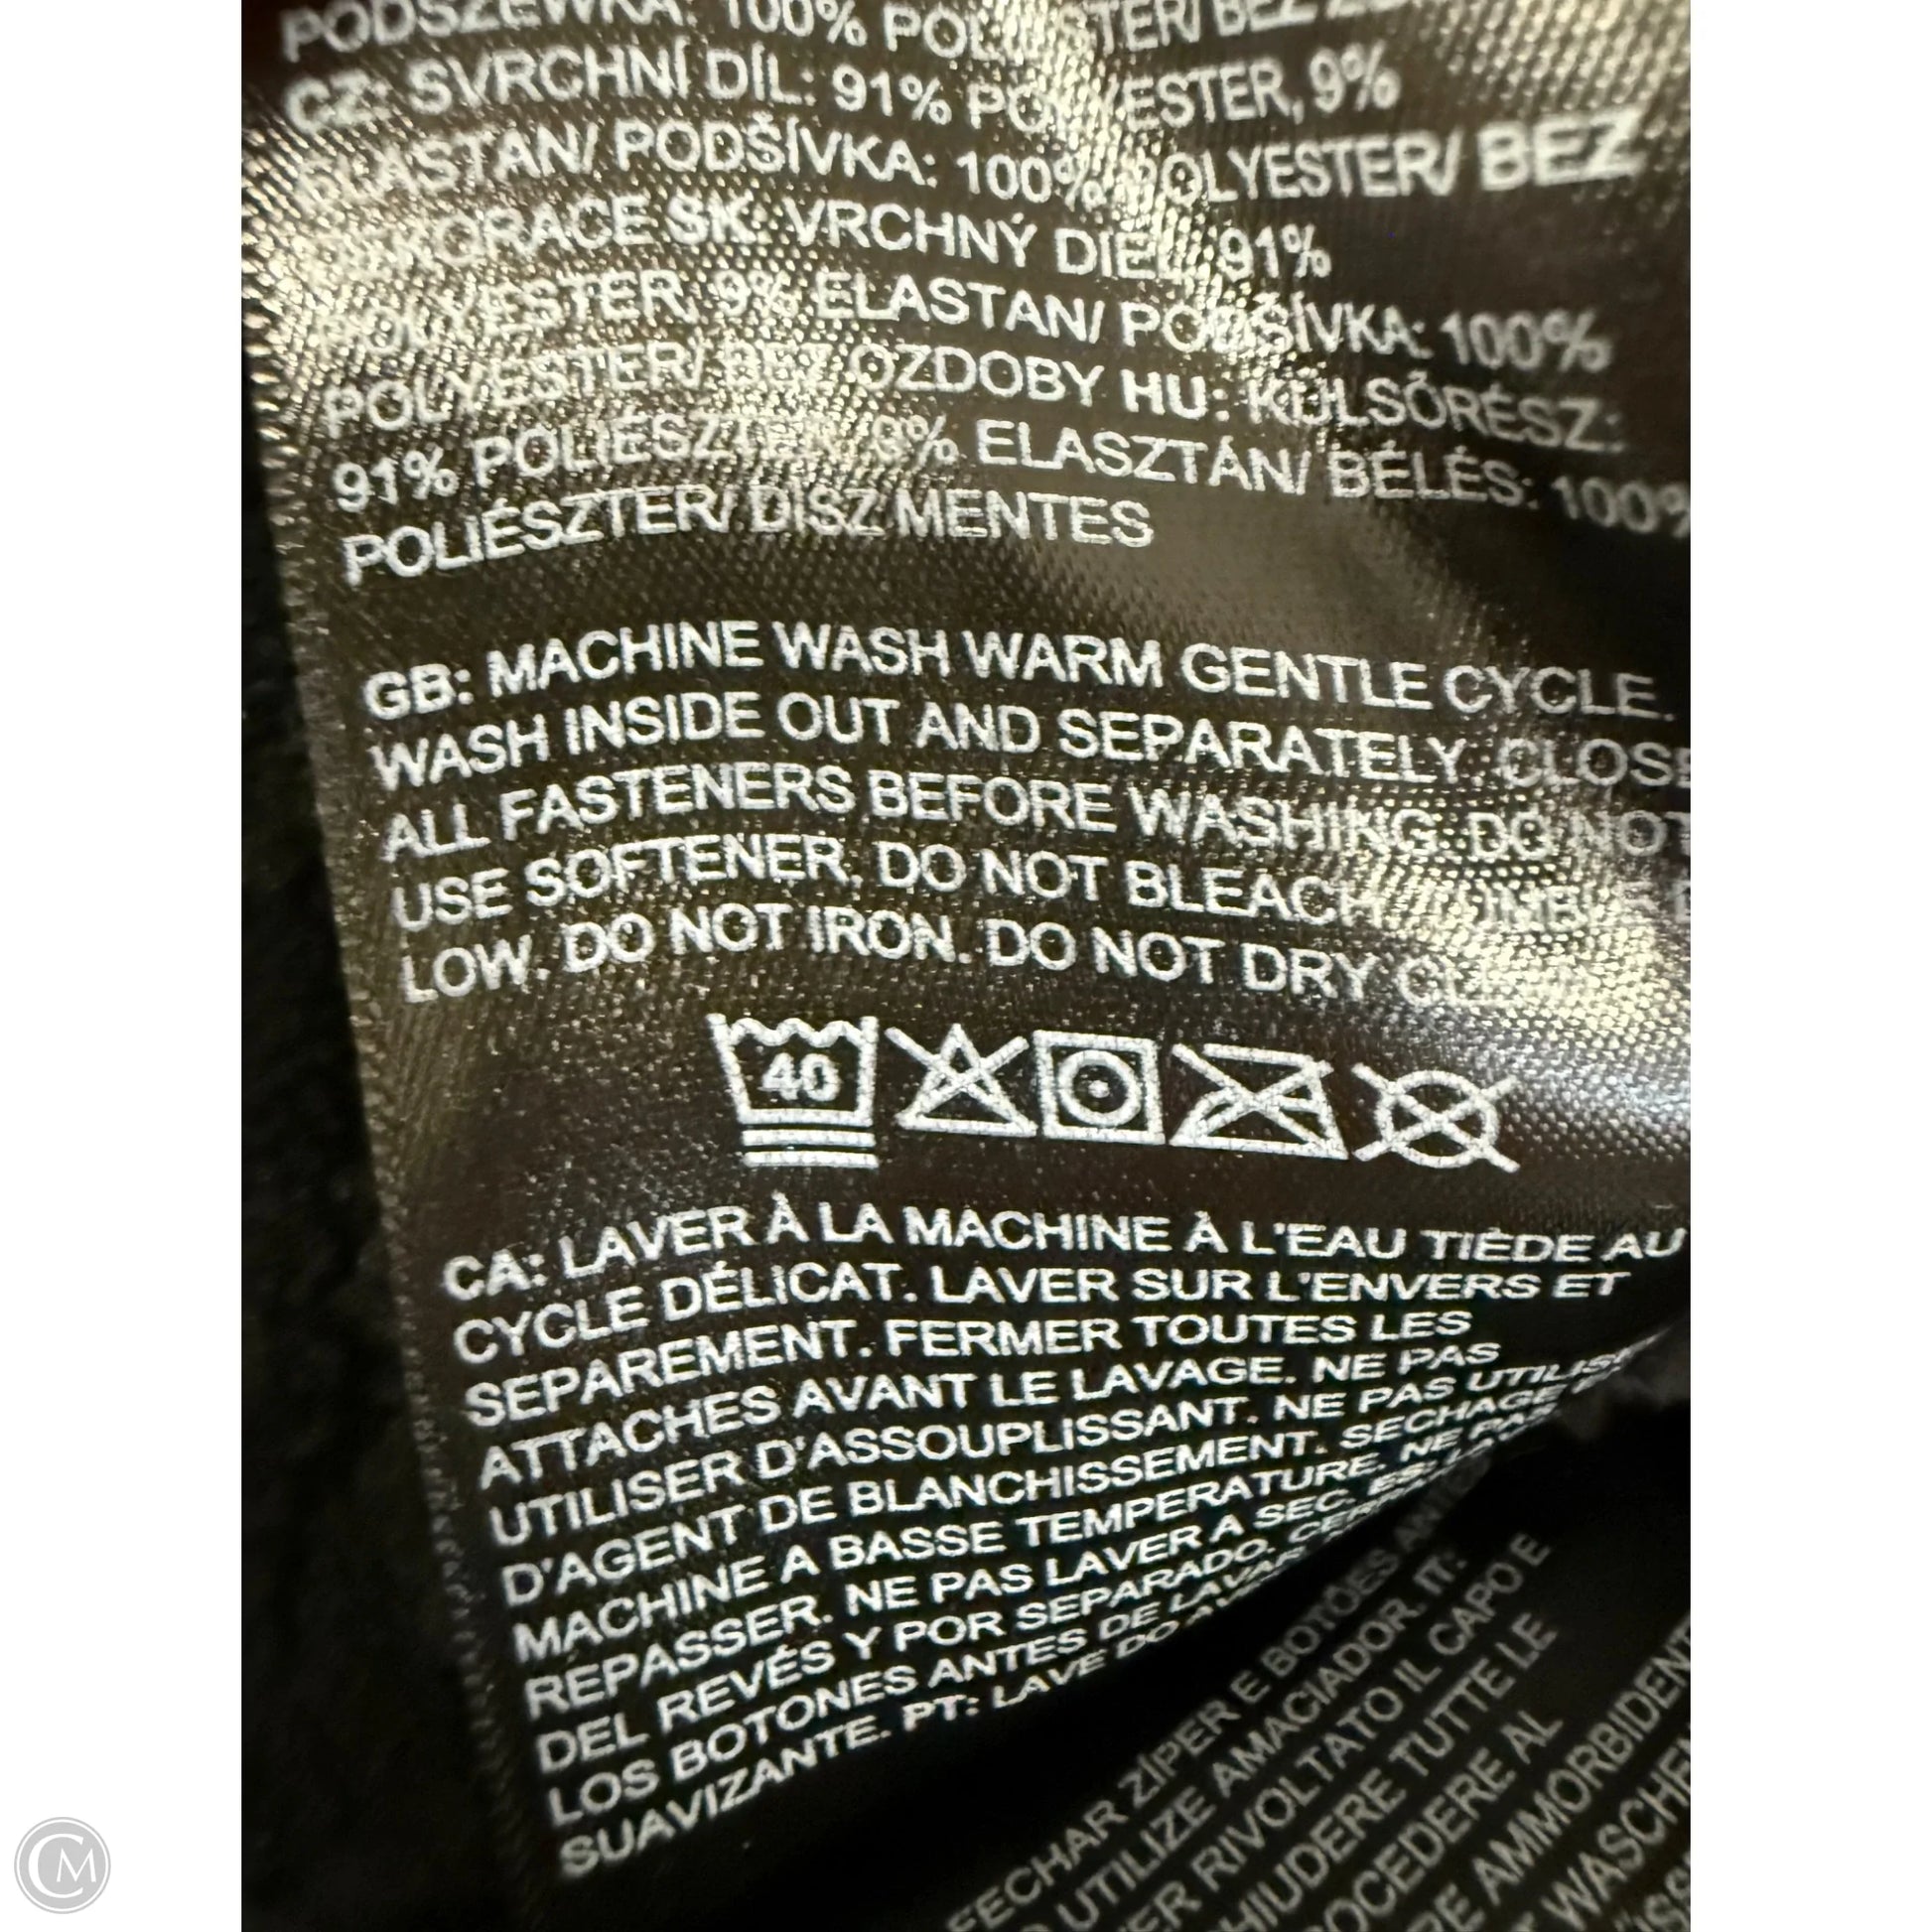 PODSZEWKA: 100% POLIESTER/ BEZ
CZ: SVRCHNÍ DÍL: 91% POLYESTER, 9%
ELASTAN/ PODŠÍVKA: 100% POLYESTER/ BEZ
DEKORACE SK: VRCHNÝ DIEL: 91%
POLYESTER, 9% ELASTAN/ PODŠÍVKA: 100%
POLYESTER/ BEZ OZDOBY HU: KÜLSŐRÉSZ:
91% POLIÉSZTER, 9% ELASZTÁN/ BÉLÉS: 100%
POLIÉSZTER/ DÍSZ MENTES
GB: MACHINE WASH WARM GENTLE CYCLE.
WASH INSIDE OUT AND SEPARATELY. CLOSE
ALL FASTENERS BEFORE WASHING. DO NOT
USE SOFTENER. DO NOT BLEACH. TUMBLE
LOW. DO NOT IRON. DO NOT DRY CLEAN.
40
CA: LAVER À LA MACHINE À L'EAU TIÈDE AU
CYCLE DÉLICAT. LAVER SUR L'ENVERS ET
SEPAREMENT. FERMER TOUTES LES
ATTACHES AVANT LE LAVAGE. NE PAS
UTILISER D'ASSOUPLISSANT. NE PAS UTILISER
D'AGENT DE BLANCHISSEMENT. SECHAGE
MACHINE A BASSE TEMPERATURE. NE PAS
REPASSER. NE PAS LAVER A SEC. ES:
DEL REVÉS Y POR SEPARADO.
LOS BOTONES ANTES DE LAVAR
SUAVIZANTE. PT: LAVE DO
FECHAR ZÍPER E BOTÕES
UTILIZE AMACIADOR. IT:
RIVOLTATO IL CAPO E
TUTTE LE
AL
AMMORBIDENT
CM